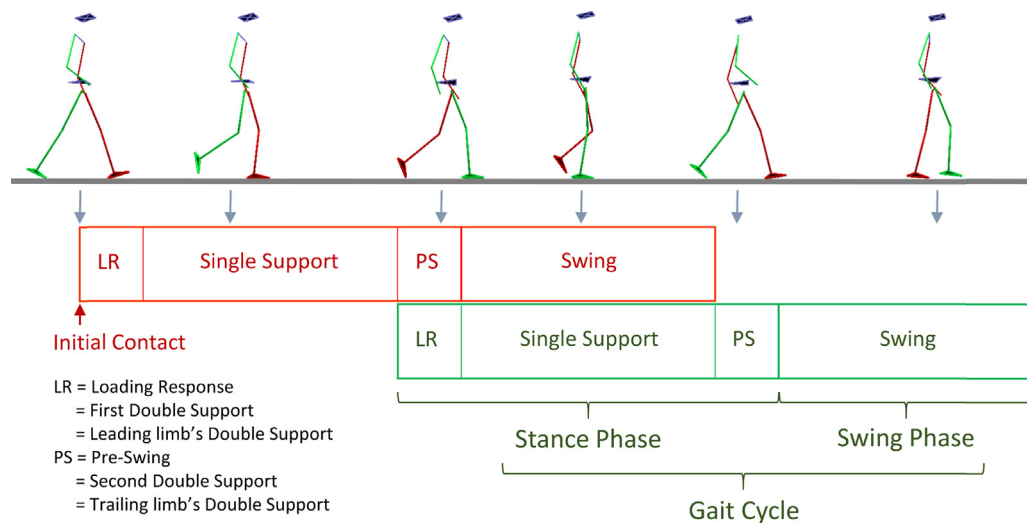 LR Single Support PS Swing
LR Single Support PS Swing
Initial Contact
LR = Loading Response
= First Double Support
= Leading limb's Double Support
PS = Pre-Swing
= Second Double Support
= Trailing limb's Double Support
Stance Phase Swing Phase
Gait Cycle